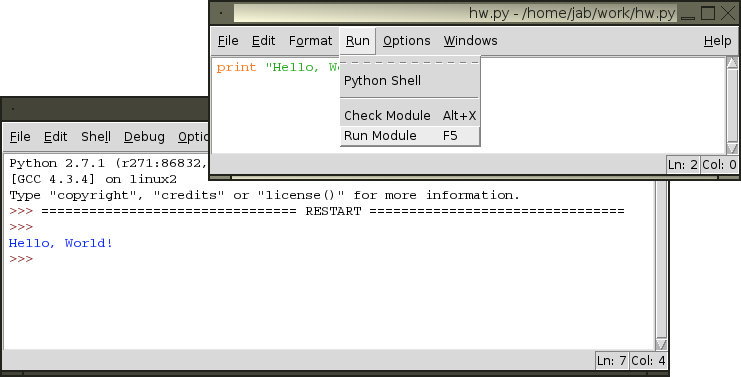 hw.py - /home/jab/work/hw.py
File Edit Format Run Options Windows Help
print "Hello, W
Python Shell
Check Module Alt+X
Run Module F5
Ln: 2 Col: 0
File Edit Shell Debug
Python 2.7.1 (r271:86832,
[GCC 4.3.4] on linux2
Type "copyright", "credits" or "license()" for more information.
>>> ================================ RESTART ================================
>>>
Hello, World!
>>>
Ln: 7 Col: 4